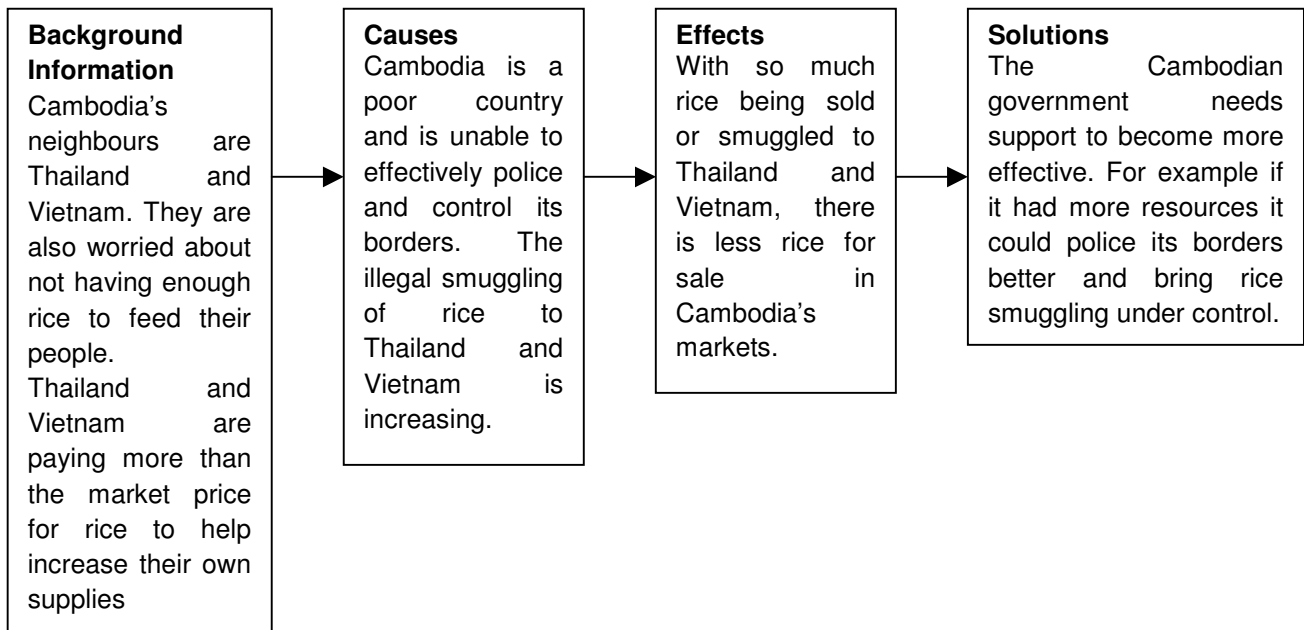 Background
Information
Cambodia’s
neighbours are
Thailand and
Vietnam. They are
also worried about
not having enough
rice to feed their
people.
Thailand and
Vietnam are
paying more than
the market price
for rice to help
increase their own
supplies
Causes
Cambodia is a
poor country
and is unable to
effectively police
and control its
borders. The
illegal smuggling
of rice to
Thailand and
Vietnam is
increasing.
Effects
With so much
rice being sold
or smuggled to
Thailand and
Vietnam, there
is less rice for
sale in
Cambodia’s
markets.
Solutions
The Cambodian
government needs
support to become more
effective. For example if
it had more resources it
could police its borders
better and bring rice
smuggling under control.